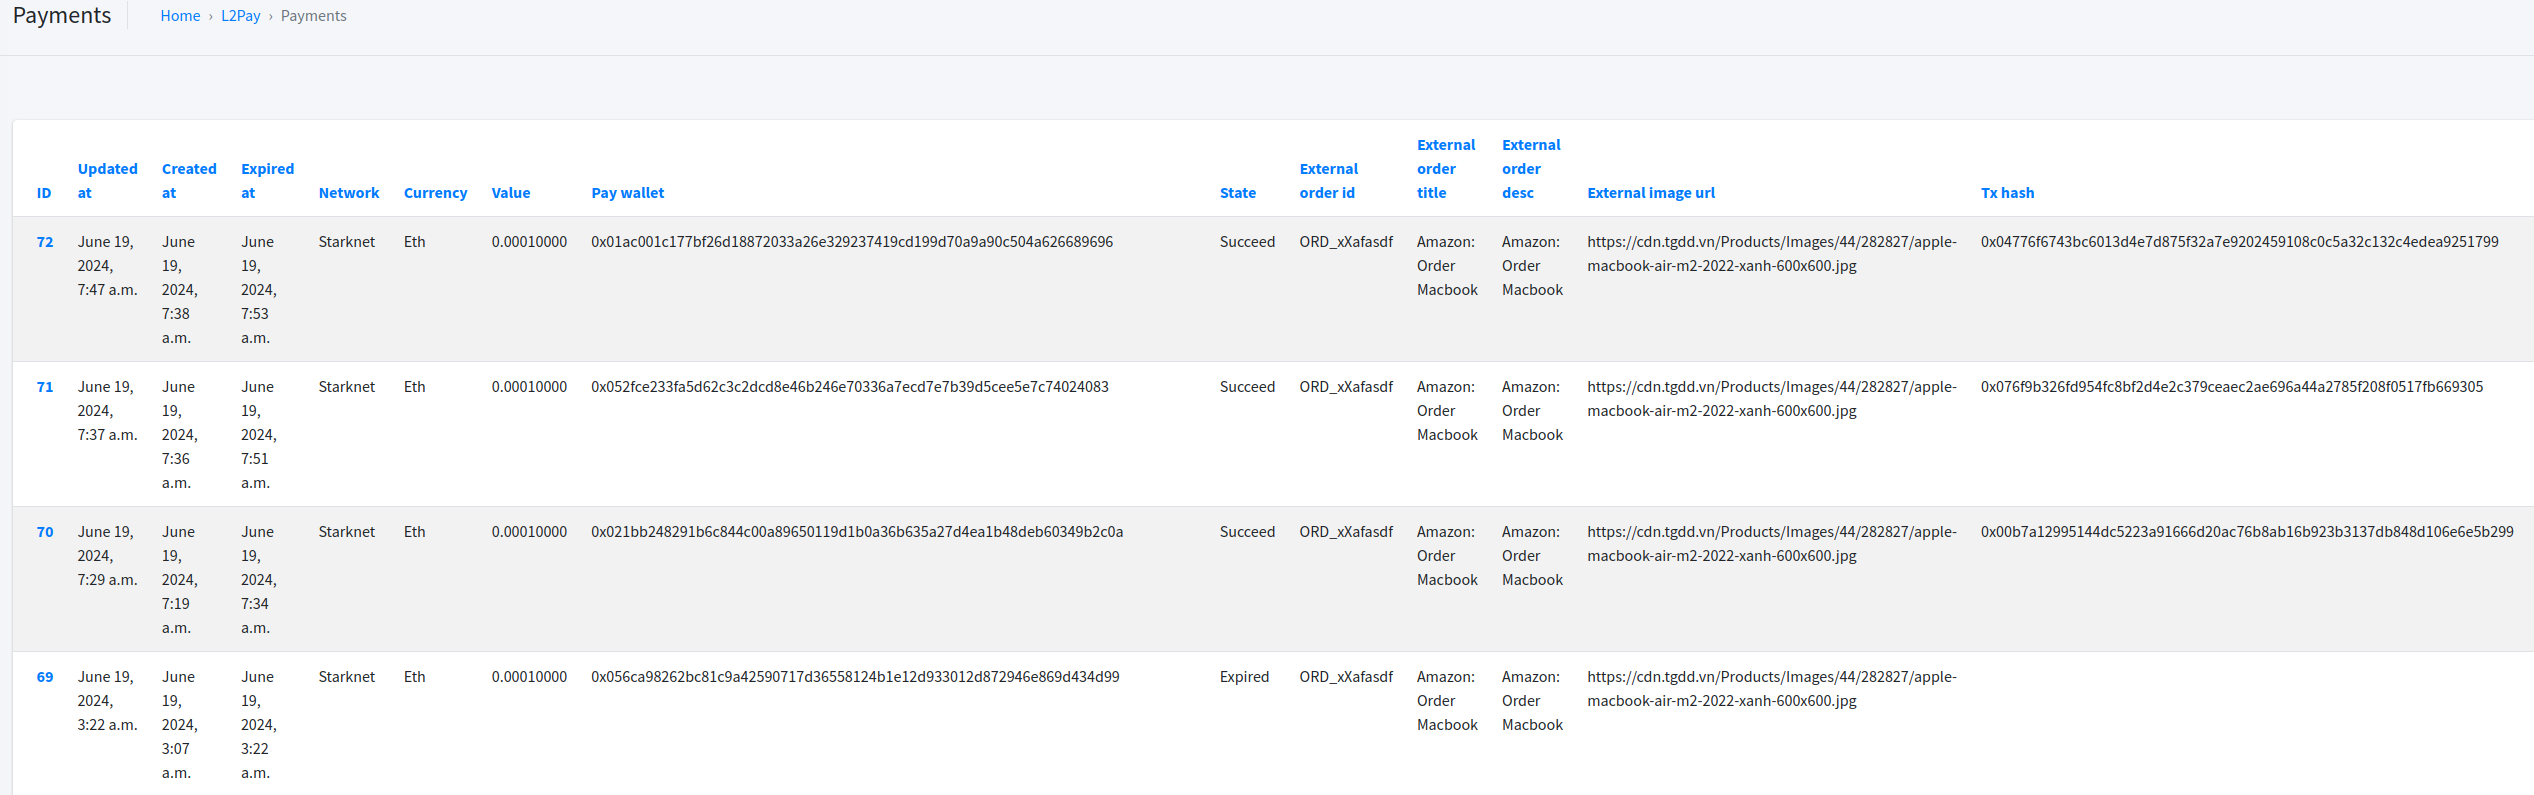 Payments
Home › L2Pay › Payments
ID
Updated at
Created at
Expired at
Network
Currency
Value
Pay wallet
State
External order id
External order title
External order desc
External image url
Tx hash
72
June 19, 2024, 7:47 a.m.
June 19, 2024, 7:38 a.m.
June 19, 2024, 7:53 a.m.
Starknet
Eth
0.00010000
0x01ac001c177bf26d18872033a26e329237419cd199d70a9a90c504a626689696
Succeed
ORD_xXafasdf
Amazon: Order Macbook
Amazon: Order Macbook
https://cdn.tgdd.vn/Products/Images/44/282827/apple-
macbook-air-m2-2022-xanh-600x600.jpg
0x04776f6743bc6013d4e7d875f32a7e9202459108c0c5a32c132c4edea9251799
71
June 19, 2024, 7:37 a.m.
June 19, 2024, 7:36 a.m.
June 19, 2024, 7:51 a.m.
Starknet
Eth
0.00010000
0x052fce233fa5d62c3c2dcd8e46b246e70336a7ecd7e7b39d5cee5e7c74024083
Succeed
ORD_xXafasdf
Amazon: Order Macbook
Amazon: Order Macbook
https://cdn.tgdd.vn/Products/Images/44/282827/apple-
macbook-air-m2-2022-xanh-600x600.jpg
0x076f9b326fd954fc8bf2d4e2c379ceaec2ae696a44a2785f208f0517fb669305
70
June 19, 2024, 7:29 a.m.
June 19, 2024, 7:19 a.m.
June 19, 2024, 7:34 a.m.
Starknet
Eth
0.00010000
0x021bb248291b6c844c00a89650119d1b0a36b635a27d4ea1b48deb60349b2c0a
Succeed
ORD_xXafasdf
Amazon: Order Macbook
Amazon: Order Macbook
https://cdn.tgdd.vn/Products/Images/44/282827/apple-
macbook-air-m2-2022-xanh-600x600.jpg
0x00b7a12995144dc5223a91666d20ac76b8ab16b923b3137db848d106e6e5b299
69
June 19, 2024, 3:22 a.m.
June 19, 2024, 3:07 a.m.
June 19, 2024, 3:22 a.m.
Starknet
Eth
0.00010000
0x056ca98262bc81c9a42590717d36558124b1e12d933012d872946e869d434d99
Expired
ORD_xXafasdf
Amazon: Order Macbook
Amazon: Order Macbook
https://cdn.tgdd.vn/Products/Images/44/282827/apple-
macbook-air-m2-2022-xanh-600x600.jpg